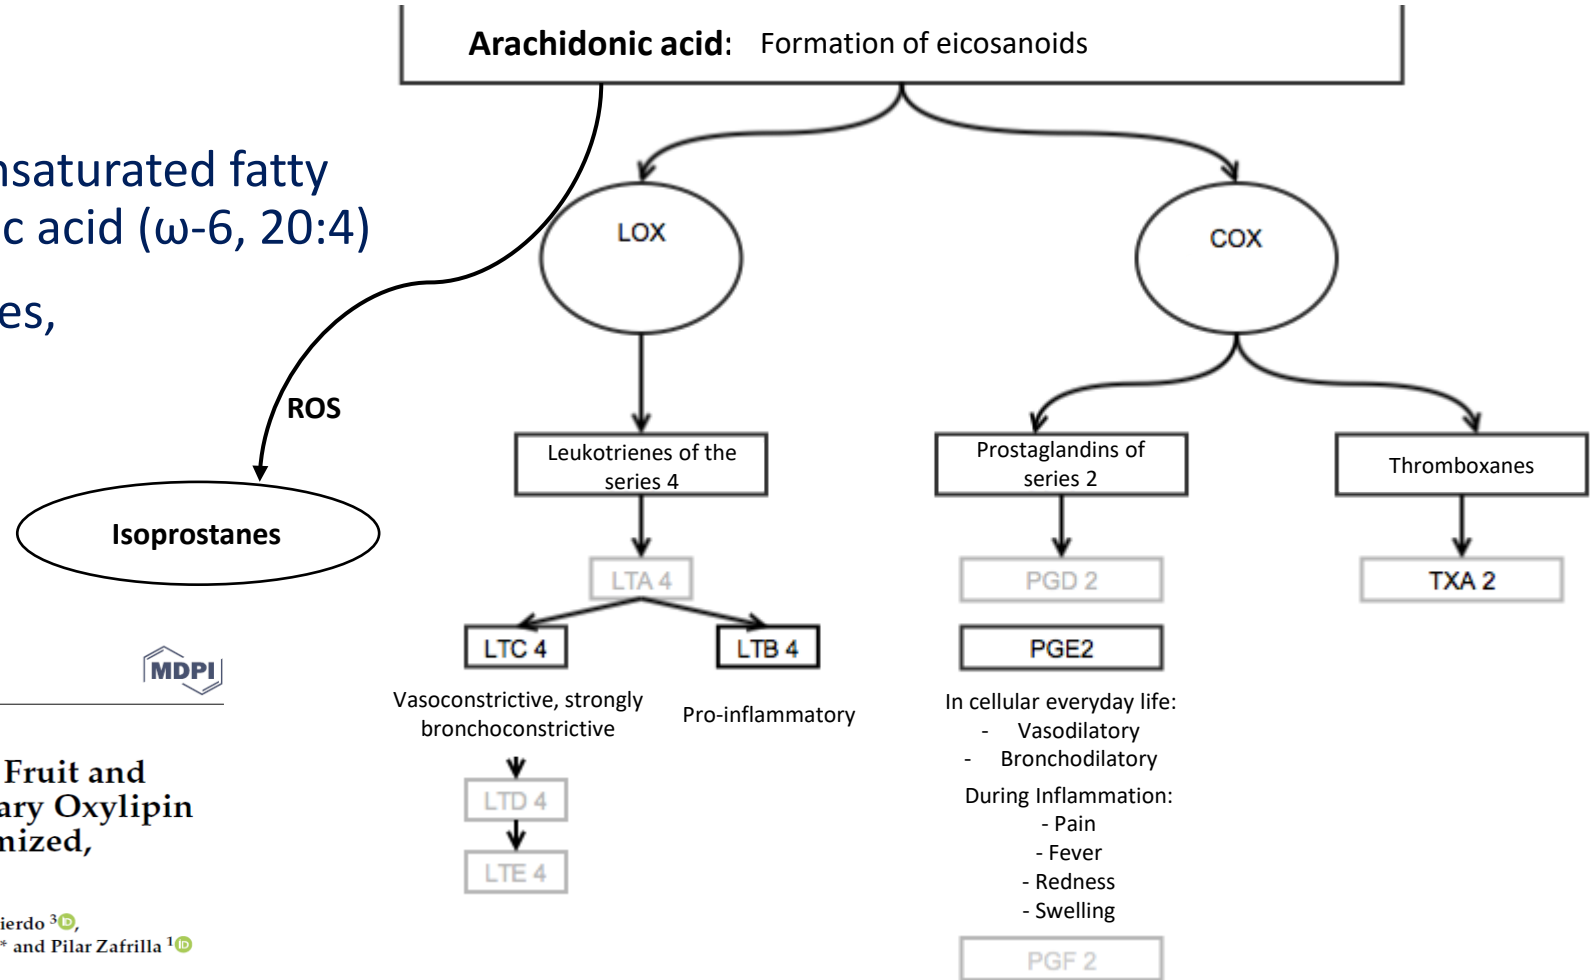 Arachidonic acid: Formation of eicosanoids
nsaturated fatty
c acid (ω-6, 20:4)
es,
LOX
COX
ROS
Isoprostanes
Leukotrienes of the
series 4
Prostaglandins of
series 2
Thromboxanes
LTA 4
PGD 2
TXA 2
LTC 4
LTB 4
PGE2
Vasoconstrictive, strongly
bronchoconstrictive
Pro-inflammatory
In cellular everyday life:
- Vasodilatory
- Bronchodilatory
During Inflammation:
- Pain
- Fever
- Redness
- Swelling
LTD 4
LTE 4
PGF 2
MDPI
Fruit and
ary Oxylipin
nized,
ierdo 3 iD,
* and Pilar Zafrilla 1 iD